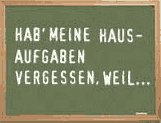 HAB' MEINE HAUS-
AUFGABEN
VERGESSEN, WEIL...